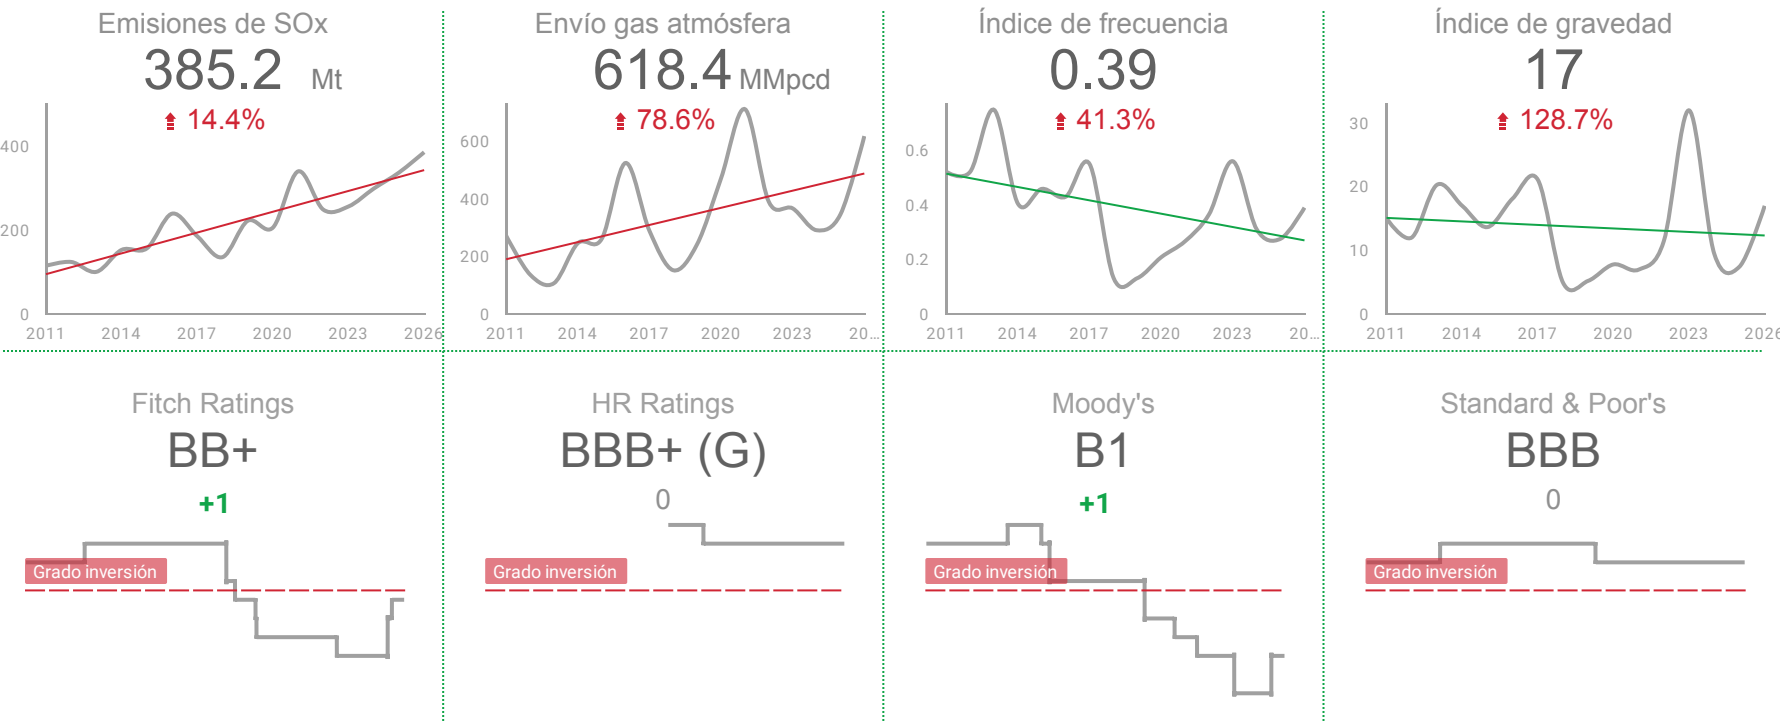 Emisiones de SOx
385.2 Mt
14.4%
400
200
0
2011 2014 2017 2020 2023 2026
Envío gas atmósfera
618.4 MMpcd
78.6%
600
400
200
0
2011 2014 2017 2020 2023 20...
Índice de frecuencia
0.39
41.3%
0.6
0.4
0.2
0
2011 2014 2017 2020 2023 20...
Índice de gravedad
17
128.7%
30
20
10
0
2011 2014 2017 2020 2023 2026
Fitch Ratings
BB+
+1
Grado inversión
HR Ratings
BBB+ (G)
0
Grado inversión
Moody's
B1
+1
Grado inversión
Standard & Poor's
BBB
0
Grado inversión